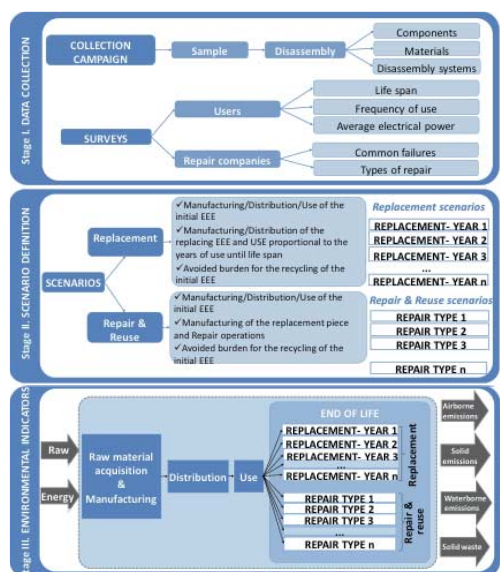 Stage I. DATA COLLECTION
COLLECTION
CAMPAIGN
Sample
Disassembly
Components
Materials
Disassembly systems
SURVEYS
Users
Life span
Frequency of use
Average electrical power
Repair companies
Common failures
Types of repair
Stage II. SCENARIO DEFINITION
SCENARIOS
Replacement
✓Manufacturing/Distribution/Use of the
initial EEE
✓Manufacturing/Distribution of the
replacing EEE and USE proportional to the
years of use until life span
✓Avoided burden for the recycling of the
initial EEE
Repair &
Reuse
✓Manufacturing/Distribution/Use of the
initial EEE
✓Manufacturing of the replacement piece
and Repair operations
✓Avoided burden for the recycling of the
initial EEE
Replacement scenarios
REPLACEMENT- YEAR 1
REPLACEMENT- YEAR 2
REPLACEMENT- YEAR 3
...
REPLACEMENT- YEAR n
Repair & Reuse scenarios
REPAIR TYPE 1
REPAIR TYPE 2
REPAIR TYPE 3
REPAIR TYPE n
Stage III. ENVIRONMENTAL INDICATORS
Raw
Energy
Raw material
acquisition
&
Manufacturing
Distribution
Use
END OF LIFE
REPLACEMENT- YEAR 1
REPLACEMENT- YEAR 2
REPLACEMENT- YEAR 3
...
REPLACEMENT- YEAR n
Replacement
REPAIR TYPE 1
REPAIR TYPE 2
REPAIR TYPE 3
...
REPAIR TYPE n
Repair &
reuse
Airborne
emissions
Solid
emissions
Waterborne
emissions
Solid waste